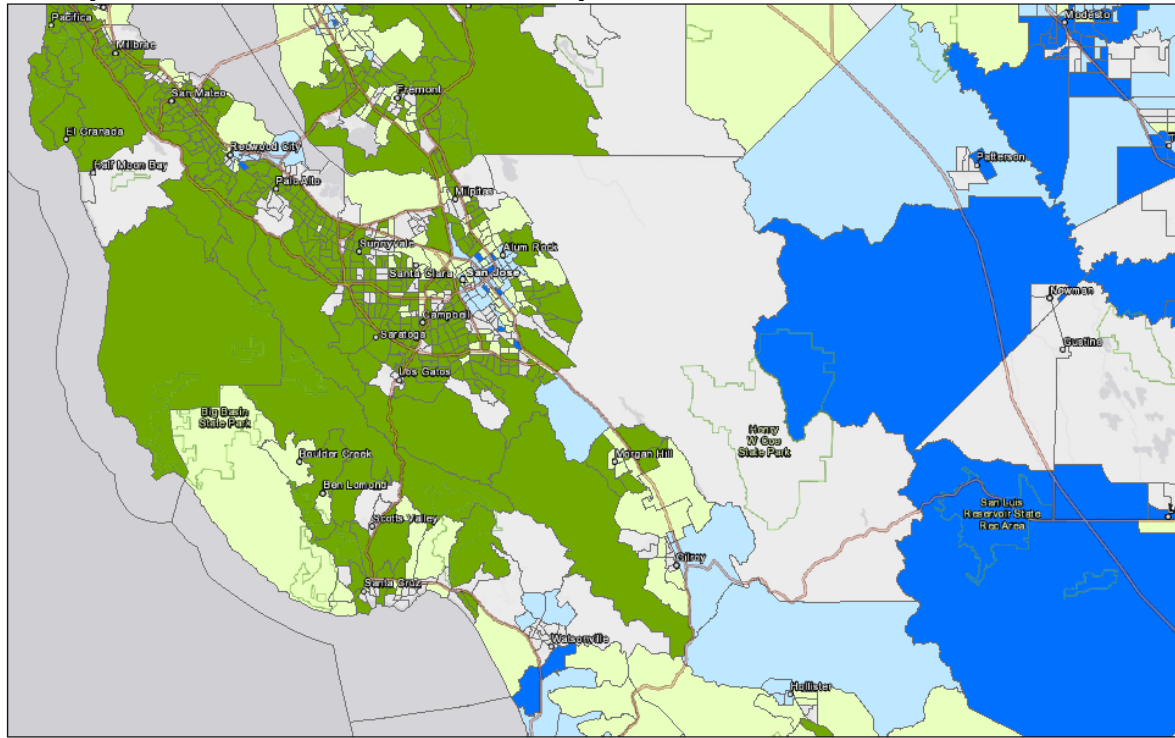 Pacifica
Millbrae
Modesto
San Mateo
Fremont
El Granada
Redwood City
Half Moon Bay
Palo Alto
Patterson
Milpitas
Sunnyvale
Alum Rock
Santa Clara
San Jose
Newman
Campbell
Saratoga
Gustine
Los Gatos
Big Basin
State Park
Henry
W Coe
State Park
Morgan Hill
Boulder Creek
Ben Lomond
San Luis
Reservoir State
Rec Area
Scotts Valley
Gilroy
Santa Cruz
Watsonville
Hollister